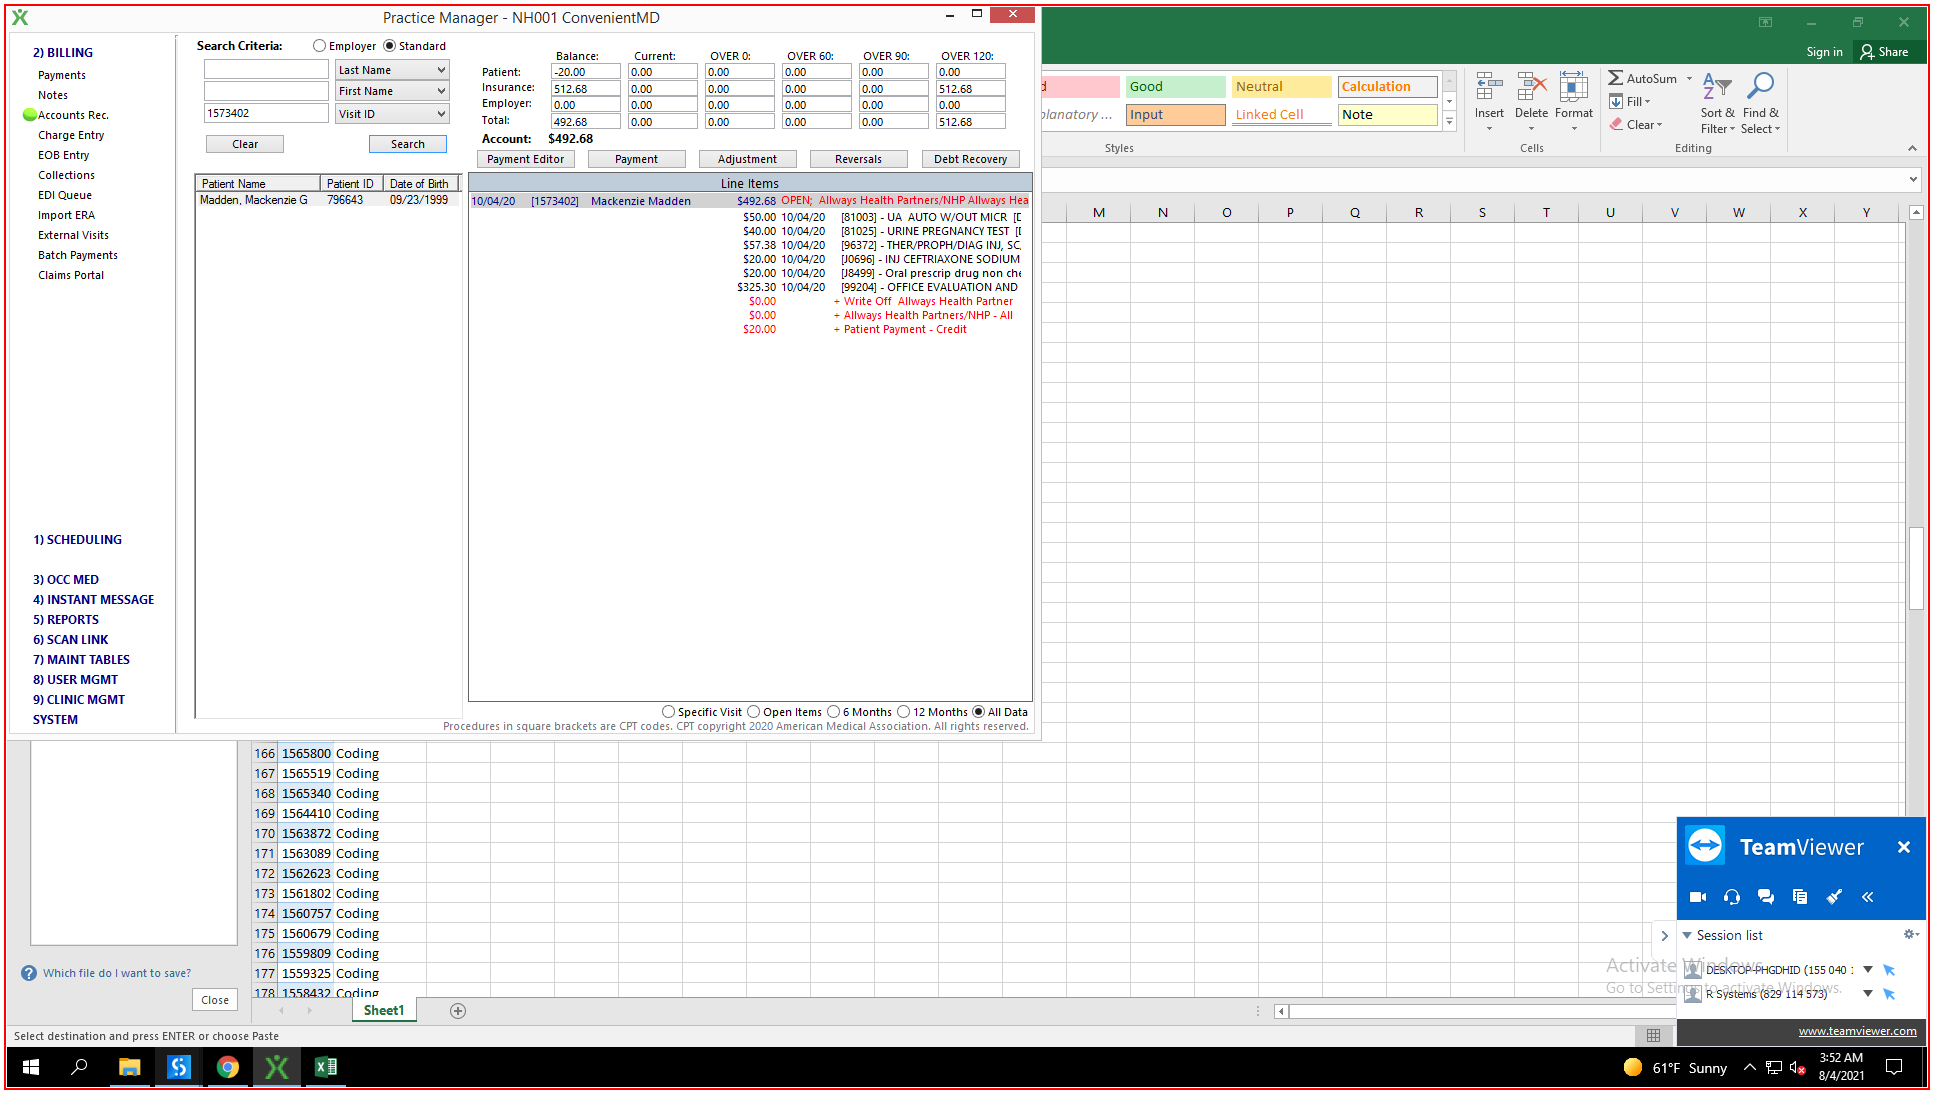 Practice Manager - NH001 ConvenientMD
2) BILLING
Payments
Notes
Accounts Rec.
Charge Entry
EOB Entry
Collections
EDI Queue
Import ERA
External Visits
Batch Payments
Claims Portal
1) SCHEDULING
3) OCC MED
4) INSTANT MESSAGE
5) REPORTS
6) SCAN LINK
7) MAINT TABLES
8) USER MGMT
9) CLINIC MGMT
SYSTEM
Search Criteria: Employer Standard
Last Name
First Name
1573402 Visit ID
Clear Search
Patient Name Patient ID Date of Birth
Madden, Mackenzie G 796643 09/23/1999
Balance: Current: OVER 0: OVER 60: OVER 90: OVER 120:
Patient: -20.00 0.00 0.00 0.00 0.00 0.00
Insurance: 512.68 0.00 0.00 0.00 0.00 512.68
Employer: 0.00 0.00 0.00 0.00 0.00 0.00
Total: 492.68 0.00 0.00 0.00 0.00 512.68
Account: $492.68
Payment Editor Payment Adjustment Reversals Debt Recovery
Line Items
10/04/20 [1573402] Mackenzie Madden $492.68 OPEN; Allways Health Partners/NHP Allways Hea
$50.00 10/04/20 [81003] - UA AUTO W/OUT MICR [D
$40.00 10/04/20 [81025] - URINE PREGNANCY TEST [D
$57.38 10/04/20 [96372] - THER/PROPH/DIAG INJ, SC,
$20.00 10/04/20 [J0696] - INJ CEFTRIAXONE SODIUM
$20.00 10/04/20 [J8499] - Oral prescrip drug non che
$325.30 10/04/20 [99204] - OFFICE EVALUATION AND
$0.00 + Write Off Allways Health Partner
$0.00 + Allways Health Partners/NHP - All
$20.00 + Patient Payment - Credit
Specific Visit Open Items 6 Months 12 Months All Data
Procedures in square brackets are CPT codes. CPT copyright 2020 American Medical Association. All rights reserved.
Sign in Share
d Good Neutral Calculation
planatory ... Input Linked Cell Note
Styles
Insert Delete Format
Cells
AutoSum
Fill
Clear
Sort & Filter
Find & Select
Editing
M N O P Q R S T U V W X Y
166 1565800 Coding
167 1565519 Coding
168 1565340 Coding
169 1564410 Coding
170 1563872 Coding
171 1563089 Coding
172 1562623 Coding
173 1561802 Coding
174 1560757 Coding
175 1560679 Coding
176 1559809 Coding
177 1559325 Coding
178 1558432 Coding
Which file do I want to save?
Close
Sheet1
Select destination and press ENTER or choose Paste
TeamViewer
Session list
DESKTOP-PHGDHID (155 040 1
R Systems (829 114 573)
www.teamviewer.com
Activate Windows
Go to Settings to activate Windows.
61°F Sunny
3:52 AM
8/4/2021